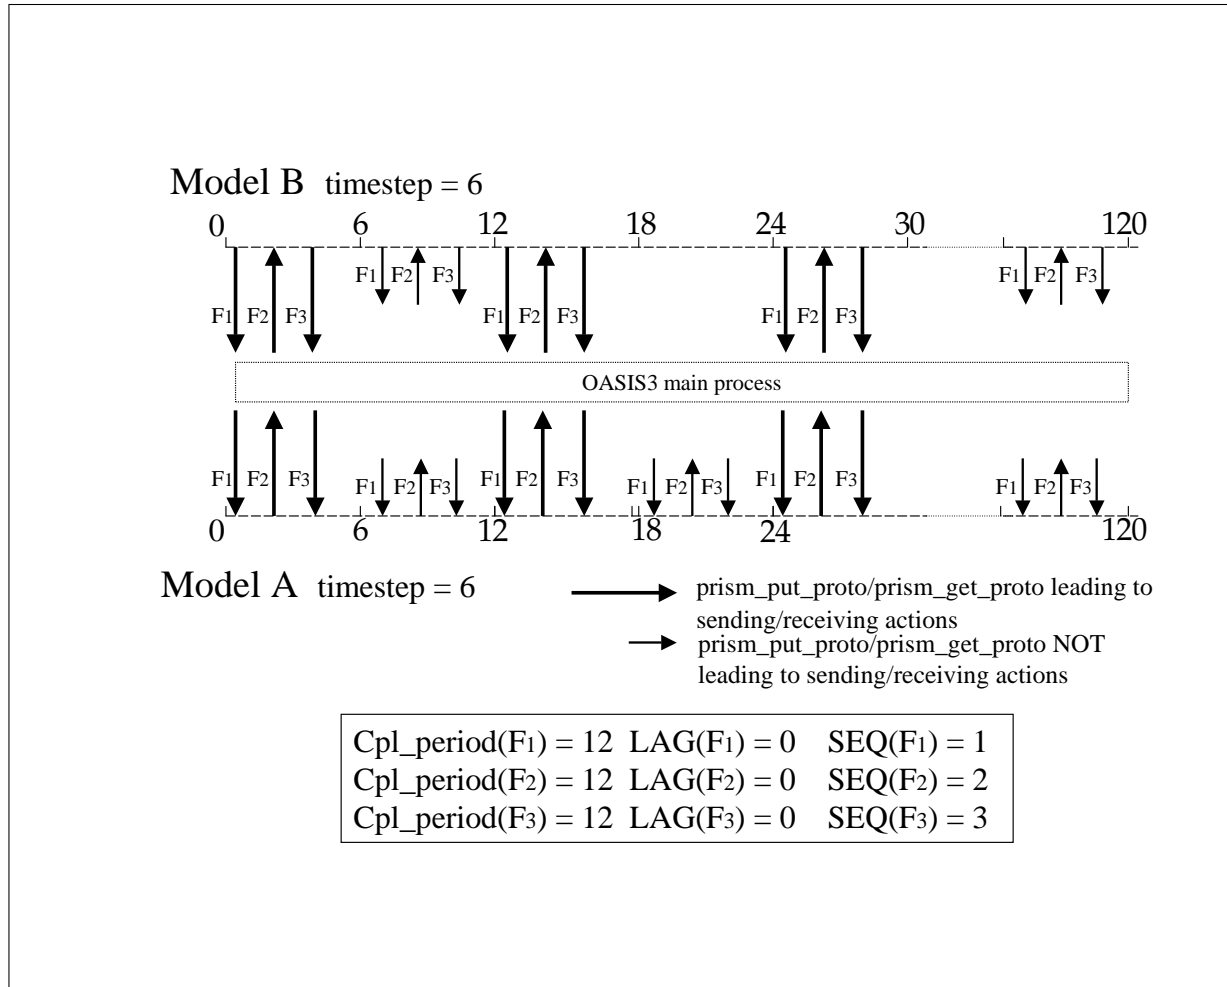 Model B timestep = 6
0 6 12 18 24 30 120
F1 F2 F3
F1 F2 F3 F1 F2 F3 F1 F2 F3 F1 F2 F3
OASIS3 main process
F1 F2 F3 F1 F2 F3 F1 F2 F3 F1 F2 F3 F1 F2 F3 F1 F2 F3
0 6 12 18 24 120
Model A timestep = 6
prism_put_proto/prism_get_proto leading to
sending/receiving actions
prism_put_proto/prism_get_proto NOT
leading to sending/receiving actions
Cpl_period(F1) = 12 LAG(F1) = 0 SEQ(F1) = 1
Cpl_period(F2) = 12 LAG(F2) = 0 SEQ(F2) = 2
Cpl_period(F3) = 12 LAG(F3) = 0 SEQ(F3) = 3